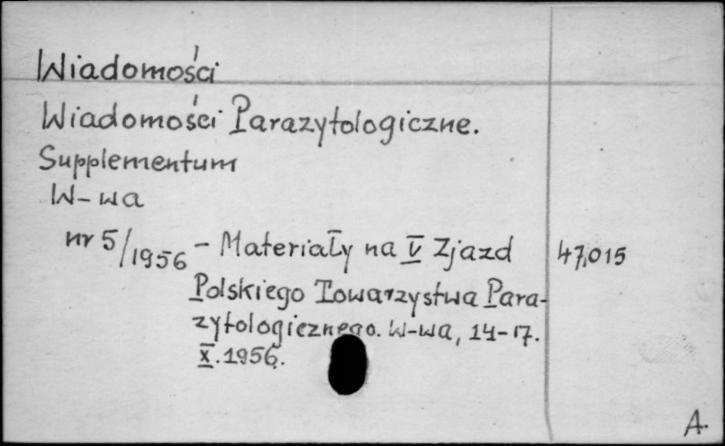 Wiadomości
Wiadomości Parazytologiczne.
Supplementum
W-wa
nr 5/1956 - Materiały na V Zjazd 47,015
Polskiego Towarzystwa Para-
zytologicznego. W-wa, 14-17.
X.1956.
A.